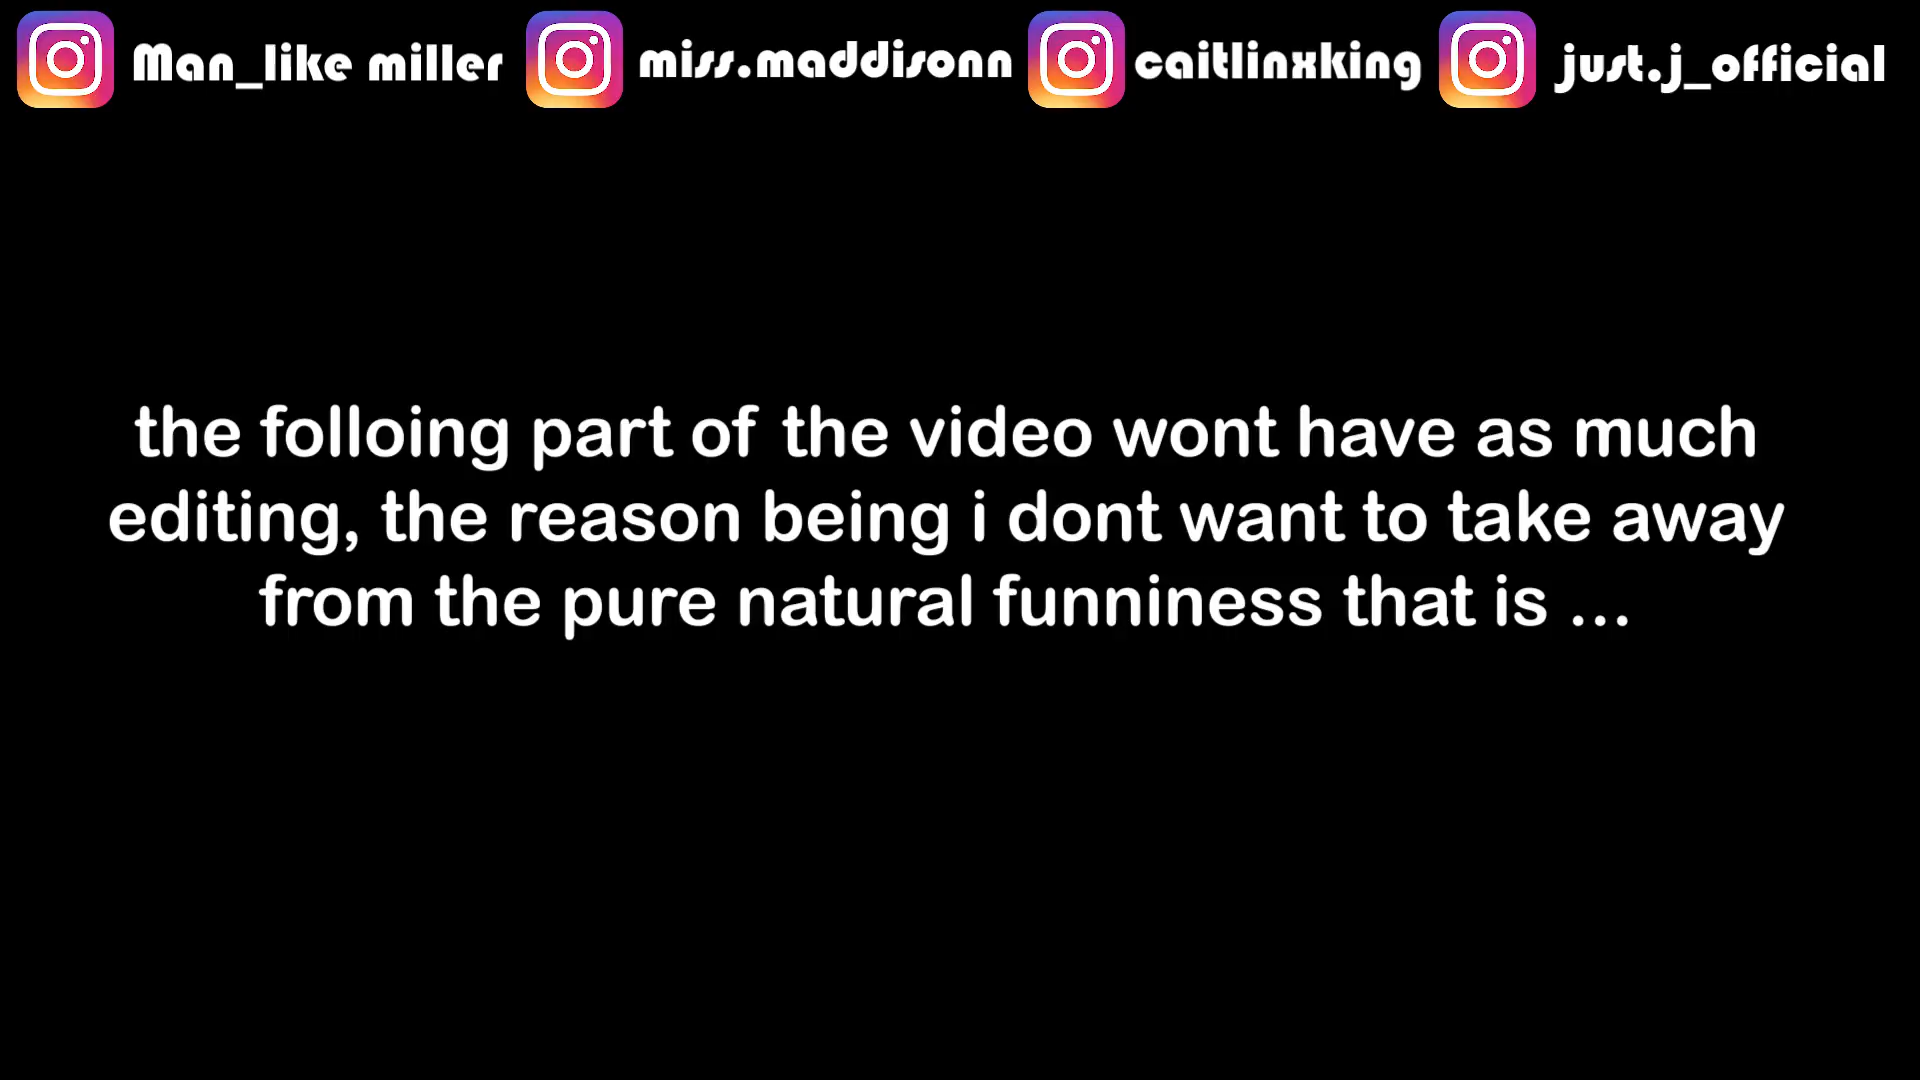 Man_like miller miss.maddisonn caitlinxking just.j_official
the folloing part of the video wont have as much
editing, the reason being i dont want to take away
from the pure natural funniness that is ...